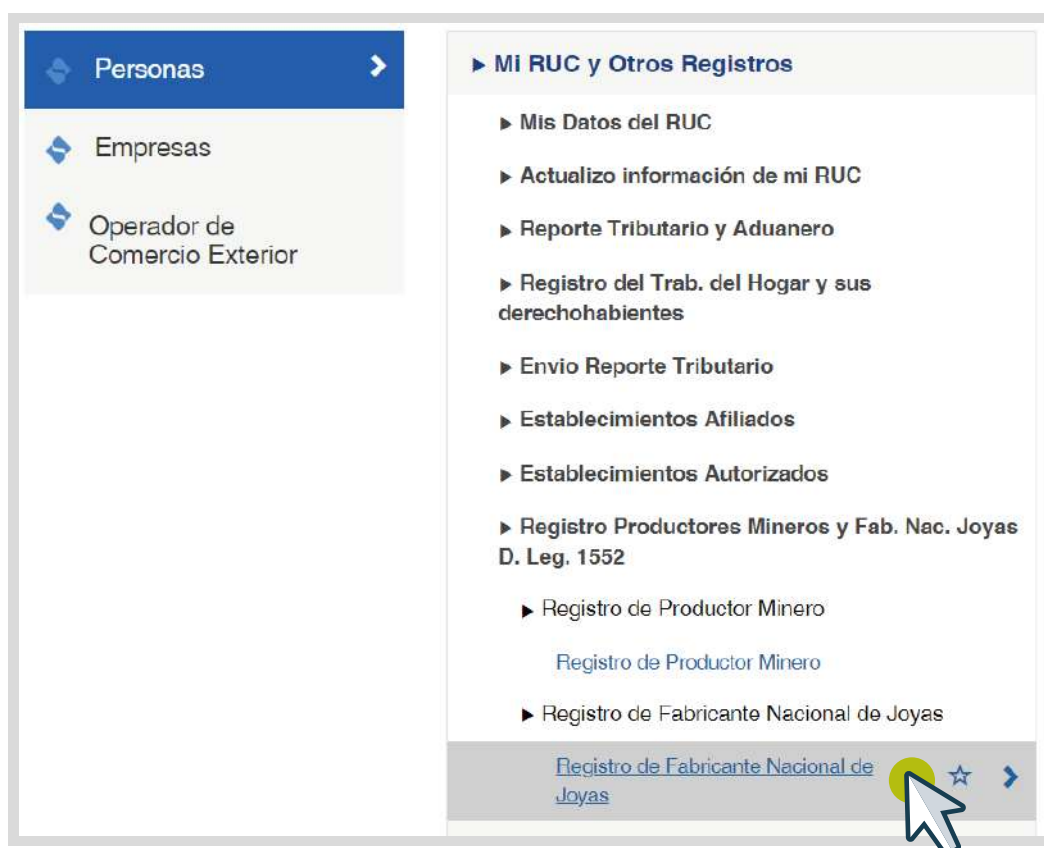 Personas
Empresas
Operador de
Comercio Exterior
Mi RUC y Otros Registros
Mis Datos del RUC
Actualizo información de mi RUC
Reporte Tributario y Aduanero
Registro del Trab. del Hogar y sus
derechohabientes
Envio Reporte Tributario
Establecimientos Afiliados
Establecimientos Autorizados
Registro Productores Mineros y Fab. Nac. Joyas
D. Leg. 1552
Registro de Productor Minero
Registro de Productor Minero
Registro de Fabricante Nacional de Joyas
Registro de Fabricante Nacional de
Joyas